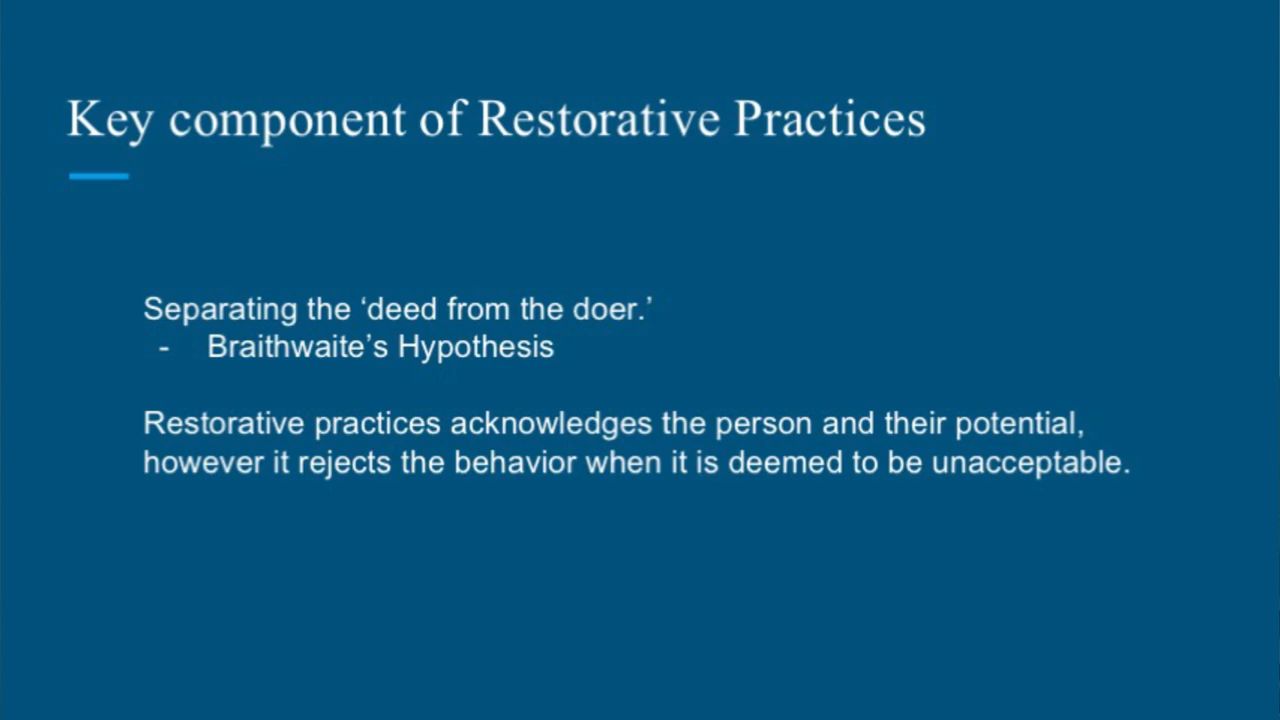 Key component of Restorative Practices
Separating the ‘deed from the doer.’
- Braithwaite’s Hypothesis
Restorative practices acknowledges the person and their potential,
however it rejects the behavior when it is deemed to be unacceptable.